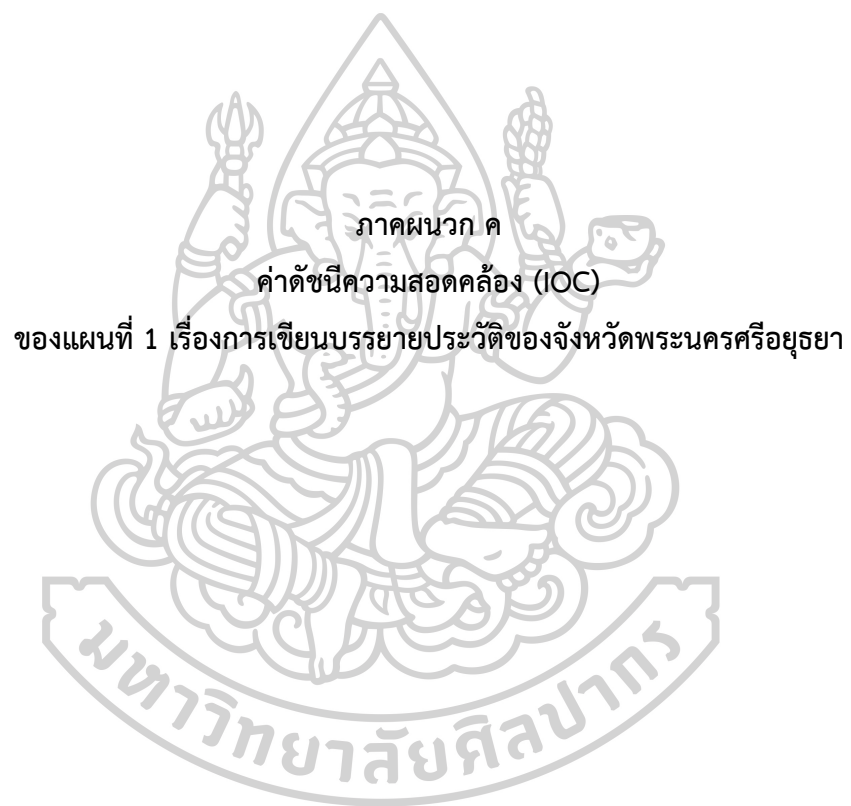 ภาคผนวก ค
ค่าดัชนีความสอดคล้อง (IOC)
ของแผนที่ 1 เรื่องการเขียนบรรยายประวัติของจังหวัดพระนครศรีอยุธยา
มหาวิทยาลัยศิลปากร